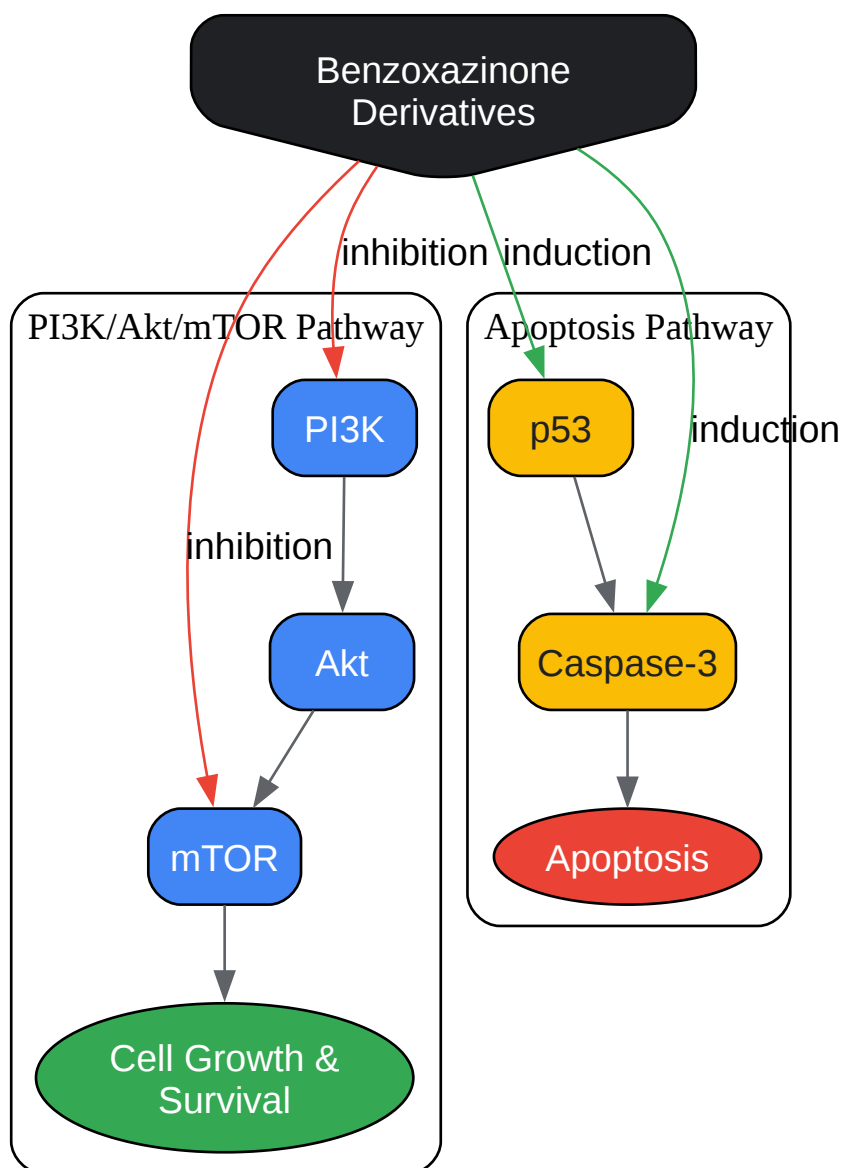 Benzoxazinone
Derivatives
inhibition
induction
PI3K/Akt/mTOR Pathway
Apoptosis Pathway
PI3K
p53
induction
inhibition
Akt
Caspase-3
mTOR
Apoptosis
Cell Growth &
Survival